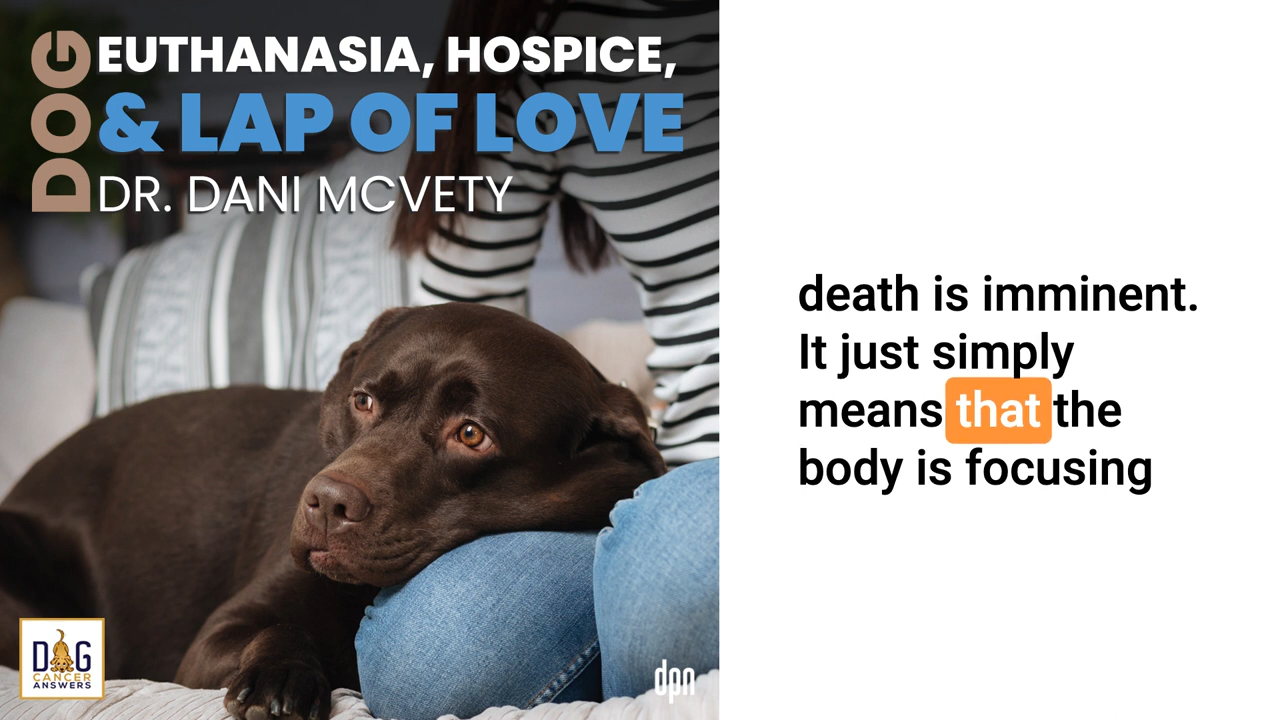 DOG
EUTHANASIA, HOSPICE,
& LAP OF LOVE
DR. DANI MCVETY
death is imminent.
It just simply
means that the
body is focusing
DOG
CANCER
ANSWERS
dpn